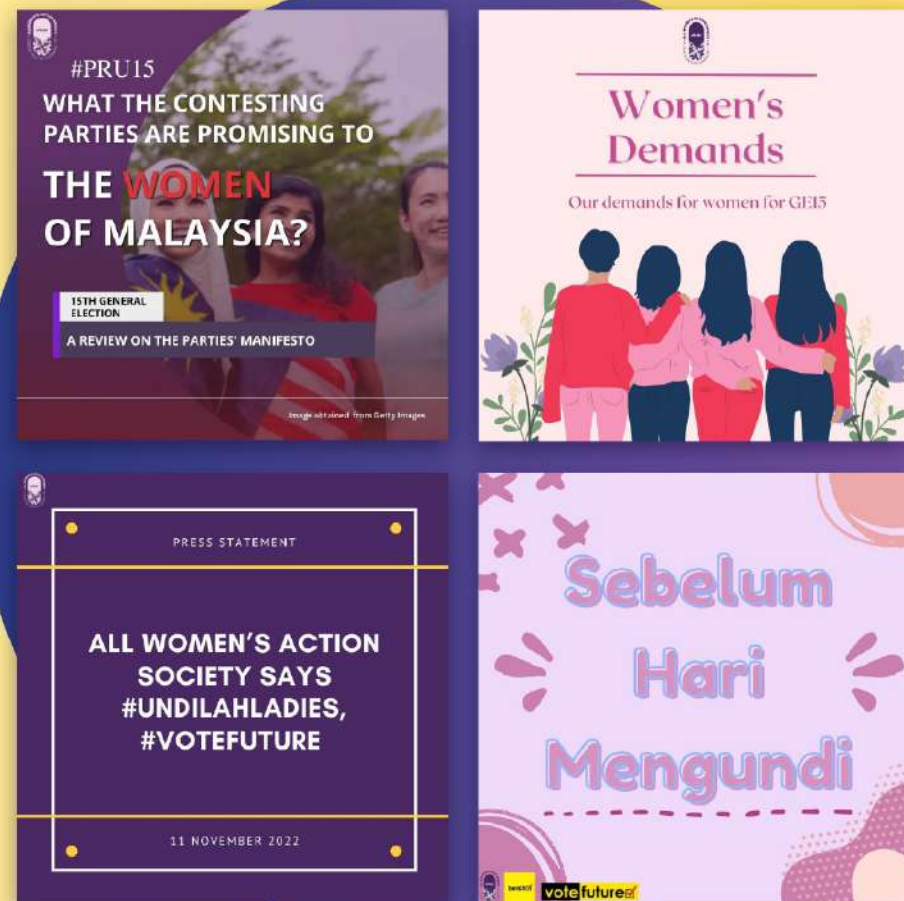 #PRU15
WHAT THE CONTESTING
PARTIES ARE PROMISING TO
THE WOMEN
OF MALAYSIA?
15TH GENERAL
ELECTION
A REVIEW ON THE PARTIES' MANIFESTO
Image obtained from Getty Images
Women's
Demands
Our demands for women for GE15
PRESS STATEMENT
ALL WOMEN'S ACTION
SOCIETY SAYS
#UNDILAHLADIES,
#VOTEFUTURE
11 NOVEMBER 2022
Sebelum
Hari
Mengundi
votefuture